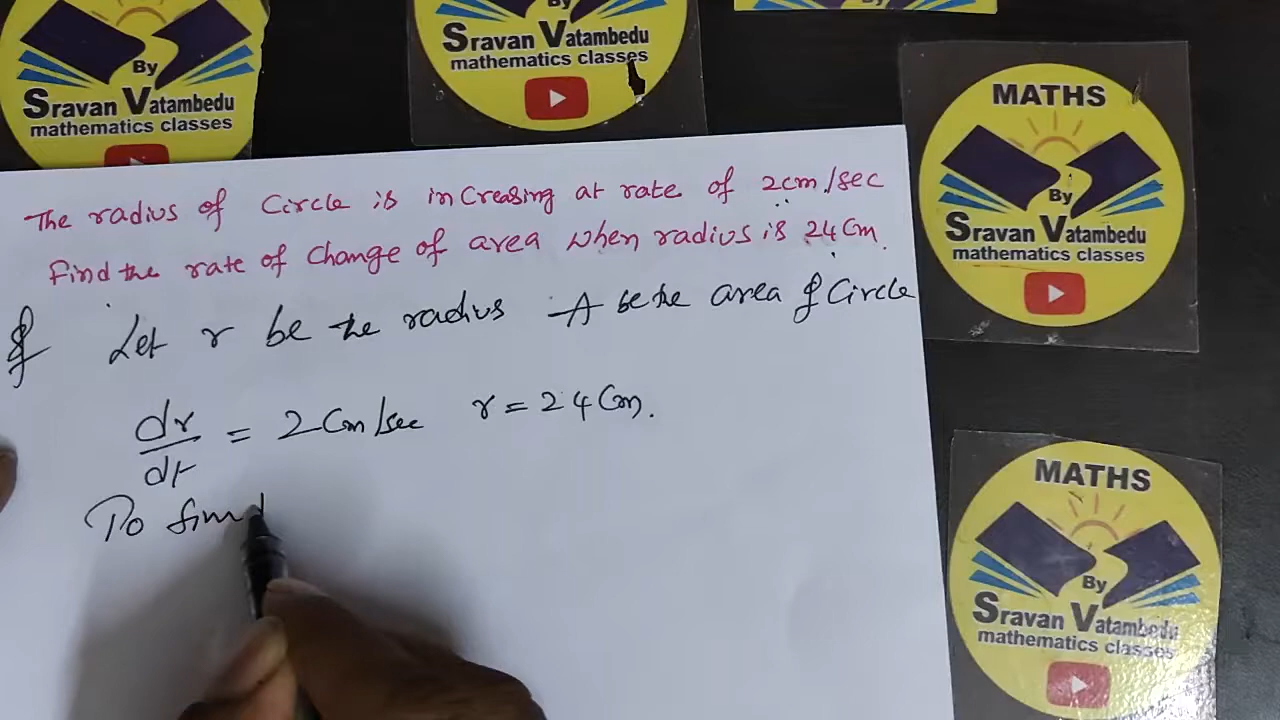 By
Sravan Vatambedu
mathematics classes
By
Sravan Vatambedu
mathematics classes
By
MATHS
By
Sravan Vatambedu
mathematics classes
The radius of Circle is increasing at rate of 2cm/sec
Find the rate of change of area when radius is 24cm.
Let r be the radius A be the area of Circle
dr/dt = 2cm/sec r = 24cm.
To find
MATHS
By
Sravan Vatambedu
mathematics classes